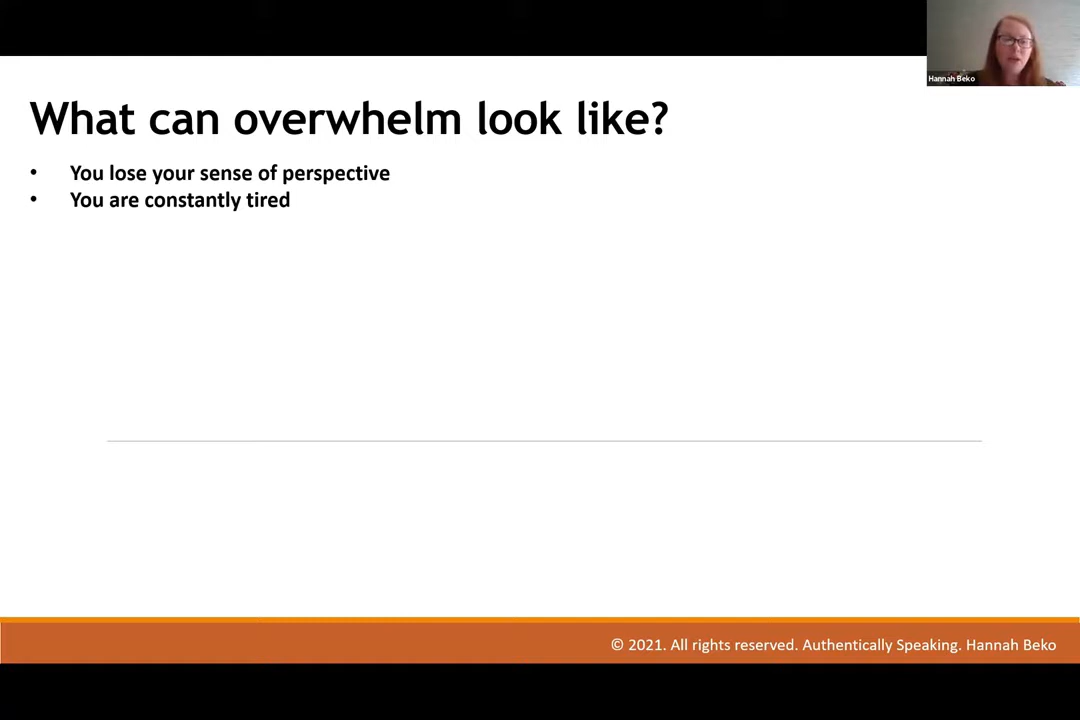 Hannah Beko
What can overwhelm look like?
• You lose your sense of perspective
• You are constantly tired
© 2021. All rights reserved. Authentically Speaking. Hannah Beko